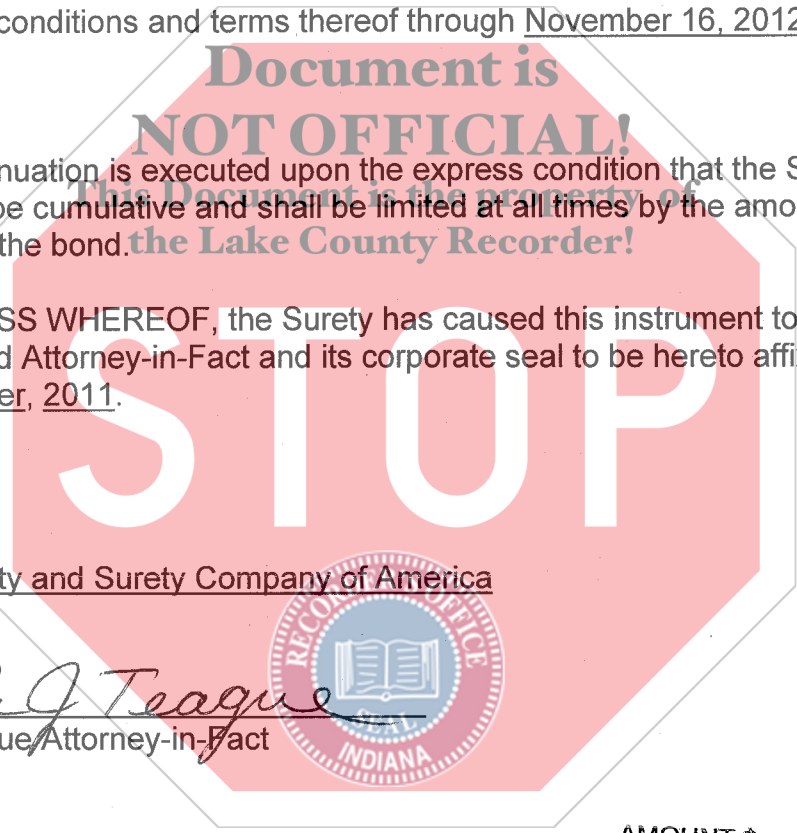 conditions and terms thereof through November 16, 2012
Document is
NOT OFFICIAL!
nuation is executed upon the express condition that the S
This Document is the property of
be cumulative and shall be limited at all times by the amo
the bond.
the Lake County Recorder!
SS WHEREOF, the Surety has caused this instrument to
d Attorney-in-Fact and its corporate seal to be hereto affi
er, 2011.
STOP
ty and Surety Company of America
RECORDER'S OFFICE
SEAL
INDIANA
J Teague
ue Attorney-in-Fact
AMOUNT $